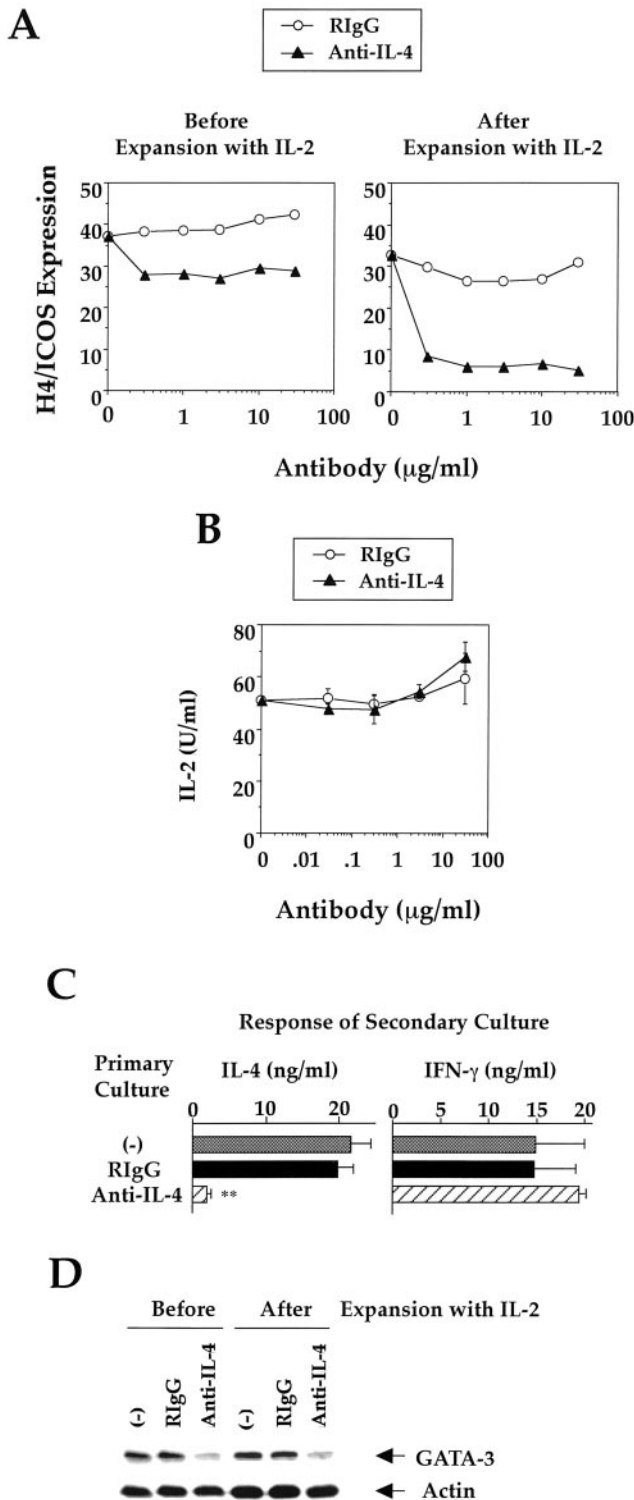 A
RIgG
Anti-IL-4
Before
Expansion with IL-2
After
Expansion with IL-2
H4/ICOS Expression
50
40
30
20
10
0
0 1 10 100
50
40
30
20
10
0
0 1 10 100
Antibody (μg/ml)
B
RIgG
Anti-IL-4
IL-2 (U/ml)
80
60
40
20
0
0 .01 .1 1 10 100
Antibody (μg/ml)
C
Response of Secondary Culture
Primary
Culture
IL-4 (ng/ml)
IFN-γ (ng/ml)
0 10 20
0 5 10 15 20
(-)
RIgG
Anti-IL-4
**
D
Before After Expansion with IL-2
(-) RIgG Anti-IL-4 (-) RIgG Anti-IL-4
GATA-3
Actin